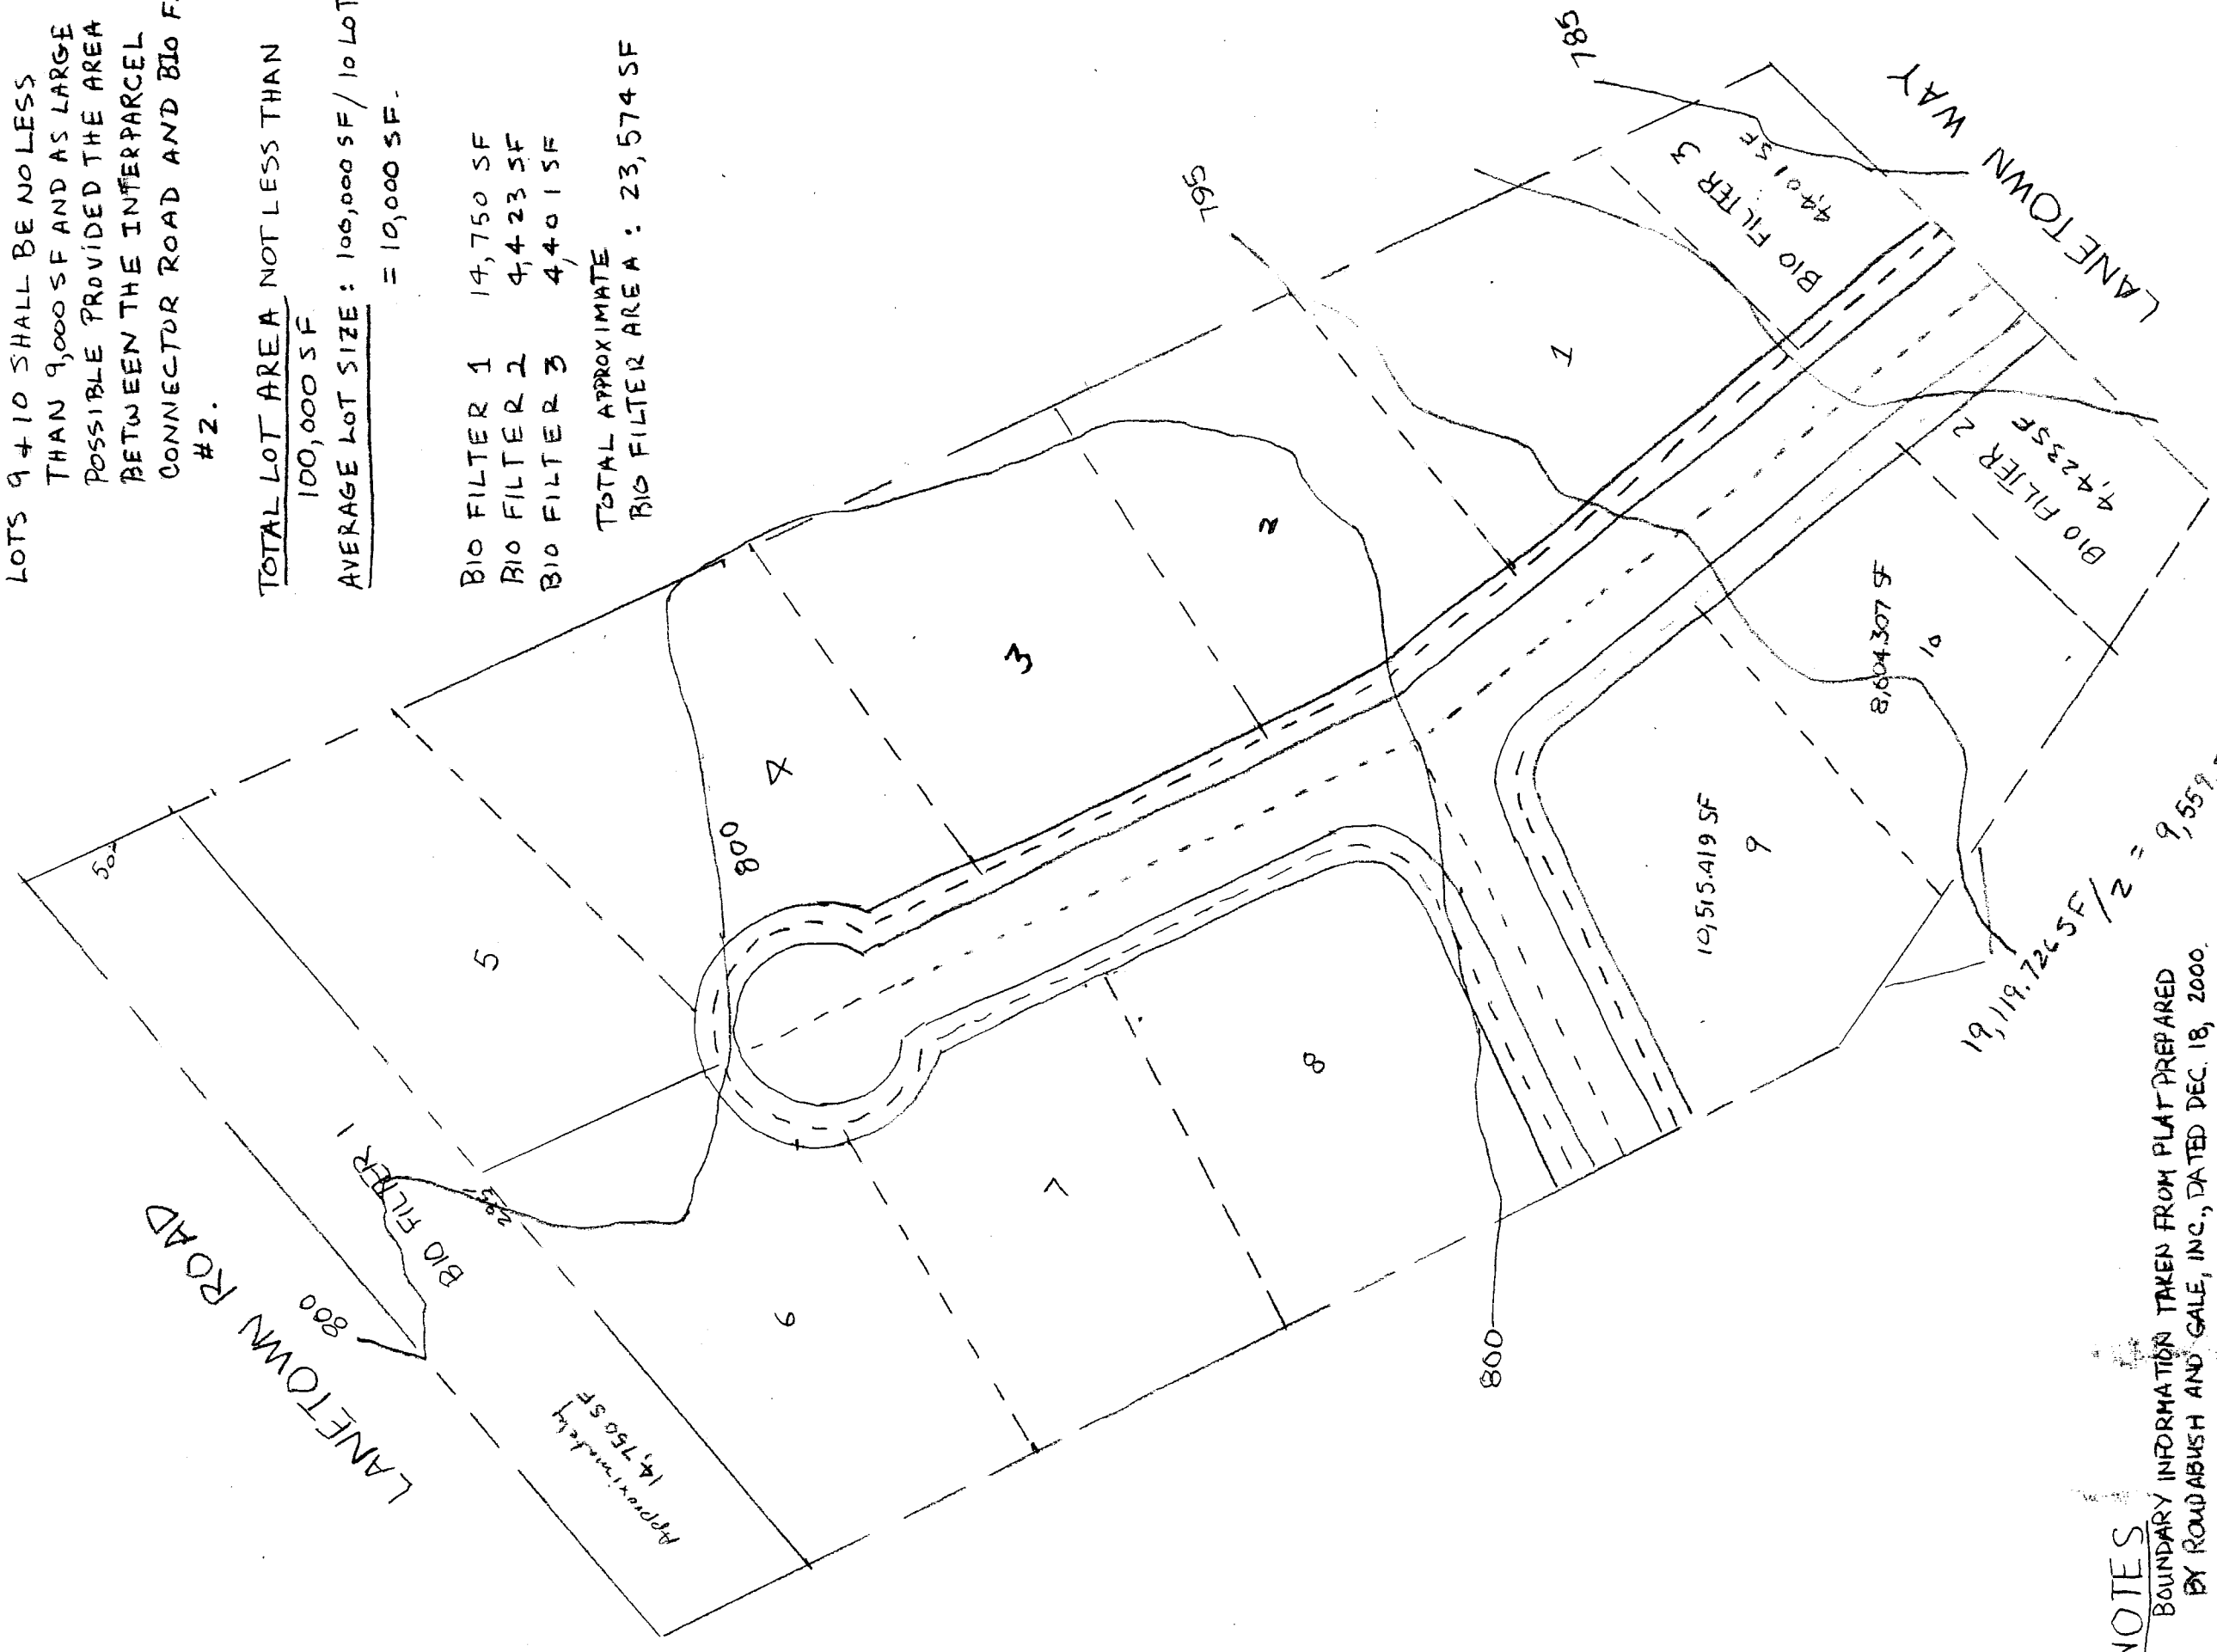 LOTS 9 + 10 SHALL BE NO LESS
THAN 9,000 SF AND AS LARGE
POSSIBLE PROVIDED THE AREA
BETWEEN THE INTERPARCEL
CONNECTOR ROAD AND BIO F
#2.
TOTAL LOT AREA NOT LESS THAN
100,000 SF
AVERAGE LOT SIZE : 100,000 SF / 10 LOT
= 10,000 SF.
BIO FILTER 1 14,750 SF
BIO FILTER 2 4,423 SF
BIO FILTER 3 4,401 SF
TOTAL APPROXIMATE
BIO FILTER AREA : 23,574 SF
LANETOWN ROAD
800
BIO FILTER 1
Approximately
14,750 SF
50
5
4
800
3
2
1
795
785
BIO FILTER 3
4,401 SF
LANETOWN WAY
BIO FILTER 2
4,423 SF
6
7
8
800
10,515.419 SF
9
8,604.307 SF
10
19,119.726 SF/2 = 9,559.
NOTES
BOUNDARY INFORMATION TAKEN FROM PLAT PREPARED
BY ROUDABUSH AND GALE, INC., DATED DEC. 18, 2000.